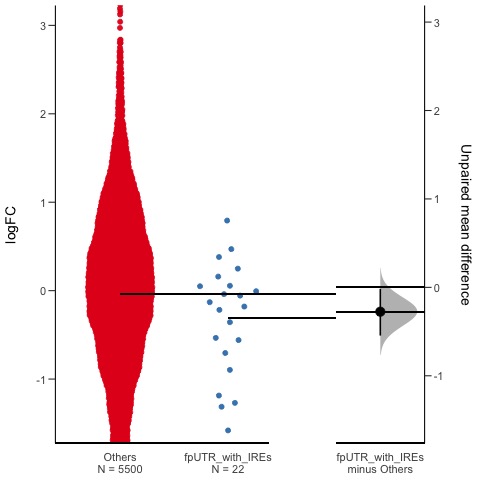 logFC
3
2
1
0
-1
3
2
1
0
-1
Unpaired mean difference
Others
N = 5500
fpUTR_with_IREs
N = 22
fpUTR_with_IREs
minus Others